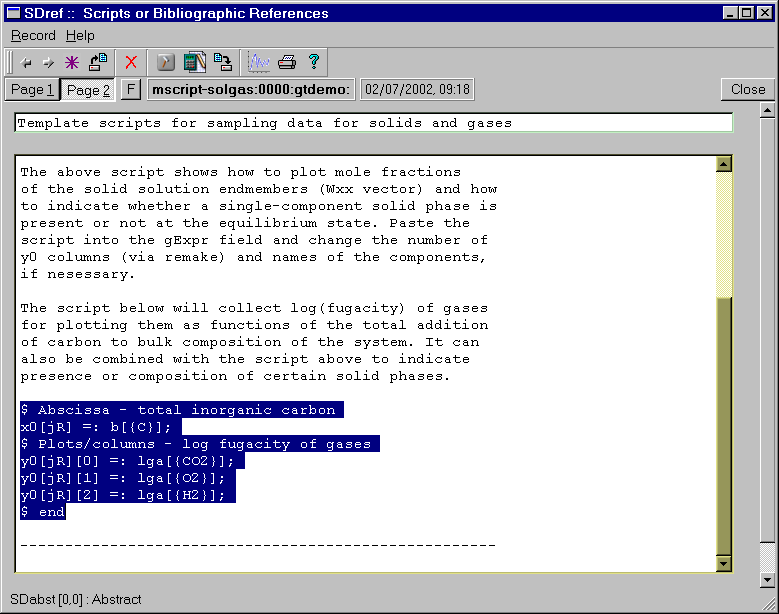 SDref :: Scripts or Bibliographic References
Record Help
Page 1 Page 2 F mscript-solgas:0000:gtdemo: 02/07/2002, 09:18 Close
Template scripts for sampling data for solids and gases
The above script shows how to plot mole fractions
of the solid solution endmembers (Wxx vector) and how
to indicate whether a single-component solid phase is
present or not at the equilibrium state. Paste the
script into the gExpr field and change the number of
y0 columns (via remake) and names of the components,
if nesessary.
The script below will collect log(fugacity) of gases
for plotting them as functions of the total addition
of carbon to bulk composition of the system. It can
also be combined with the script above to indicate
presence or composition of certain solid phases.
$ Abscissa - total inorganic carbon
x0[jR] =: b[{C}];
$ Plots/columns - log fugacity of gases
y0[jR][0] =: lga[{CO2}];
y0[jR][1] =: lga[{O2}];
y0[jR][2] =: lga[{H2}];
$ end
-----------------------------------------------------
SDabst [0,0] : Abstract